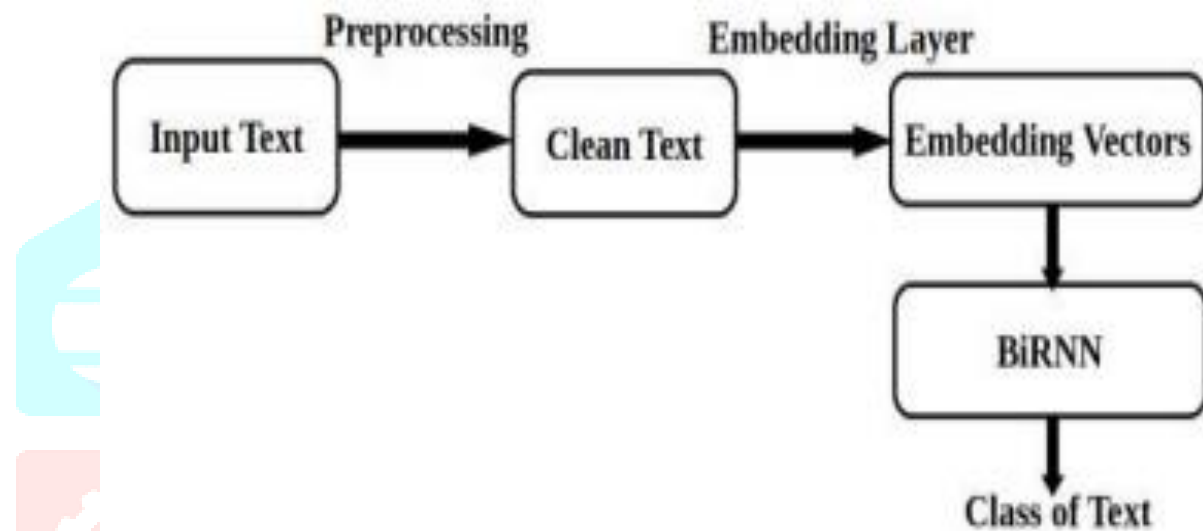 Preprocessing
Embedding Layer
Input Text
Clean Text
Embedding Vectors
BiRNN
Class of Text